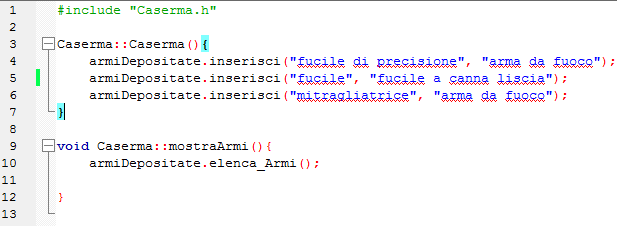 1 #include "Caserma.h"
2
3 Caserma::Caserma(){
4 armiDepositate.inserisci("fucile di precisione", "arma da fuoco");
5 armiDepositate.inserisci("fucile", "fucile a canna liscia");
6 armiDepositate.inserisci("mitragliatrice", "arma da fuoco");
7 }
8
9 void Caserma::mostraArmi(){
10 armiDepositate.elenca_Armi();
11
12 }
13